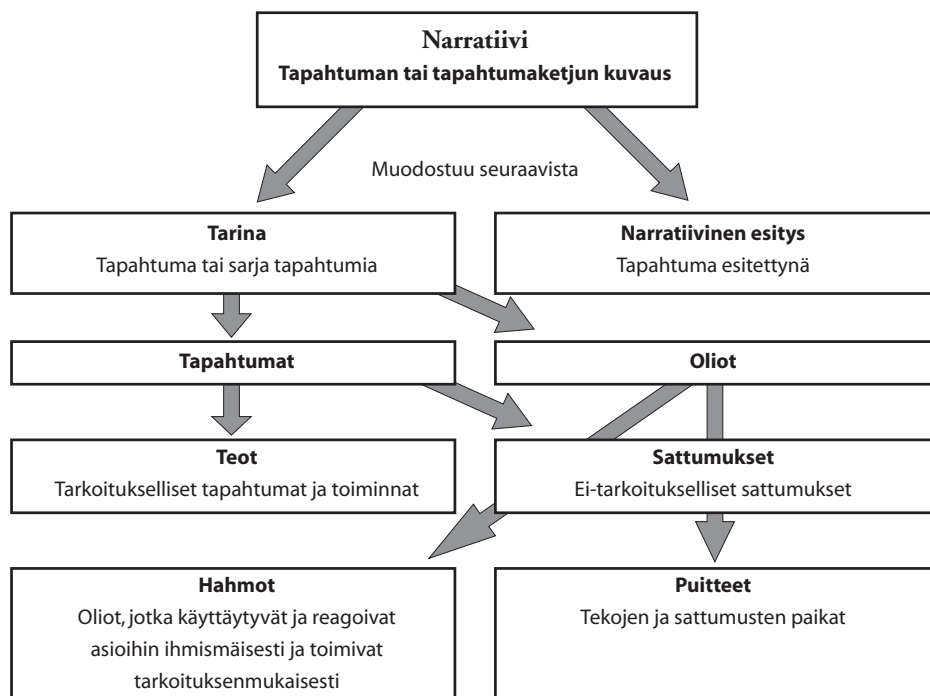 Narratiivi
Tapahtuman tai tapahtumaketjun kuvaus
Muodostuu seuraavista
Tarina
Tapahtuma tai sarja tapahtumia
Narratiivinen esitys
Tapahtuma esitettynä
Tapahtumat
Oliot
Teot
Tarkoitukselliset tapahtumat ja toiminnat
Sattumukset
Ei-tarkoitukselliset sattumukset
Hahmot
Oliot, jotka käyttäytyvät ja reagoivat
asioihin ihmismäisesti ja toimivat
tarkoituksenmukaisesti
Puitteet
Tekojen ja sattumusten paikat